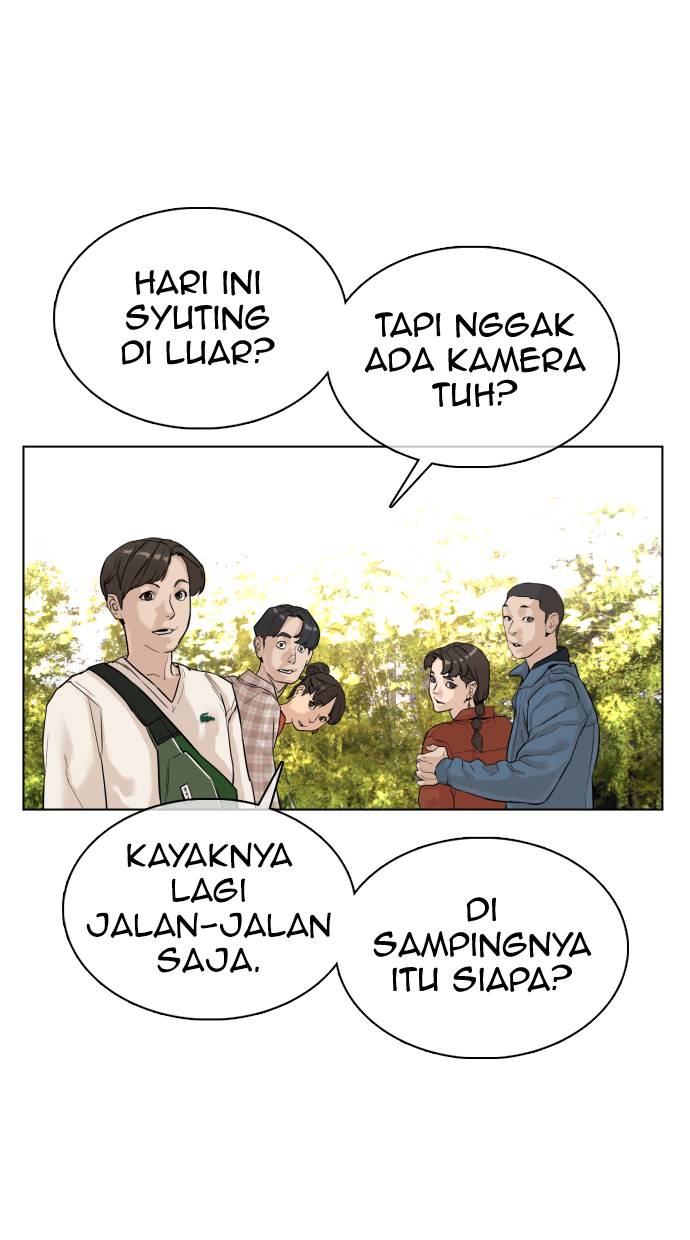 HARI INI
SYUTING
DI LUAR?
TAPI NGGAK
ADA KAMERA
TUH?
KAYAKNYA
LAGI
JALAN-JALAN
SAJA.
DI
SAMPINGNYA
ITU SIAPA?